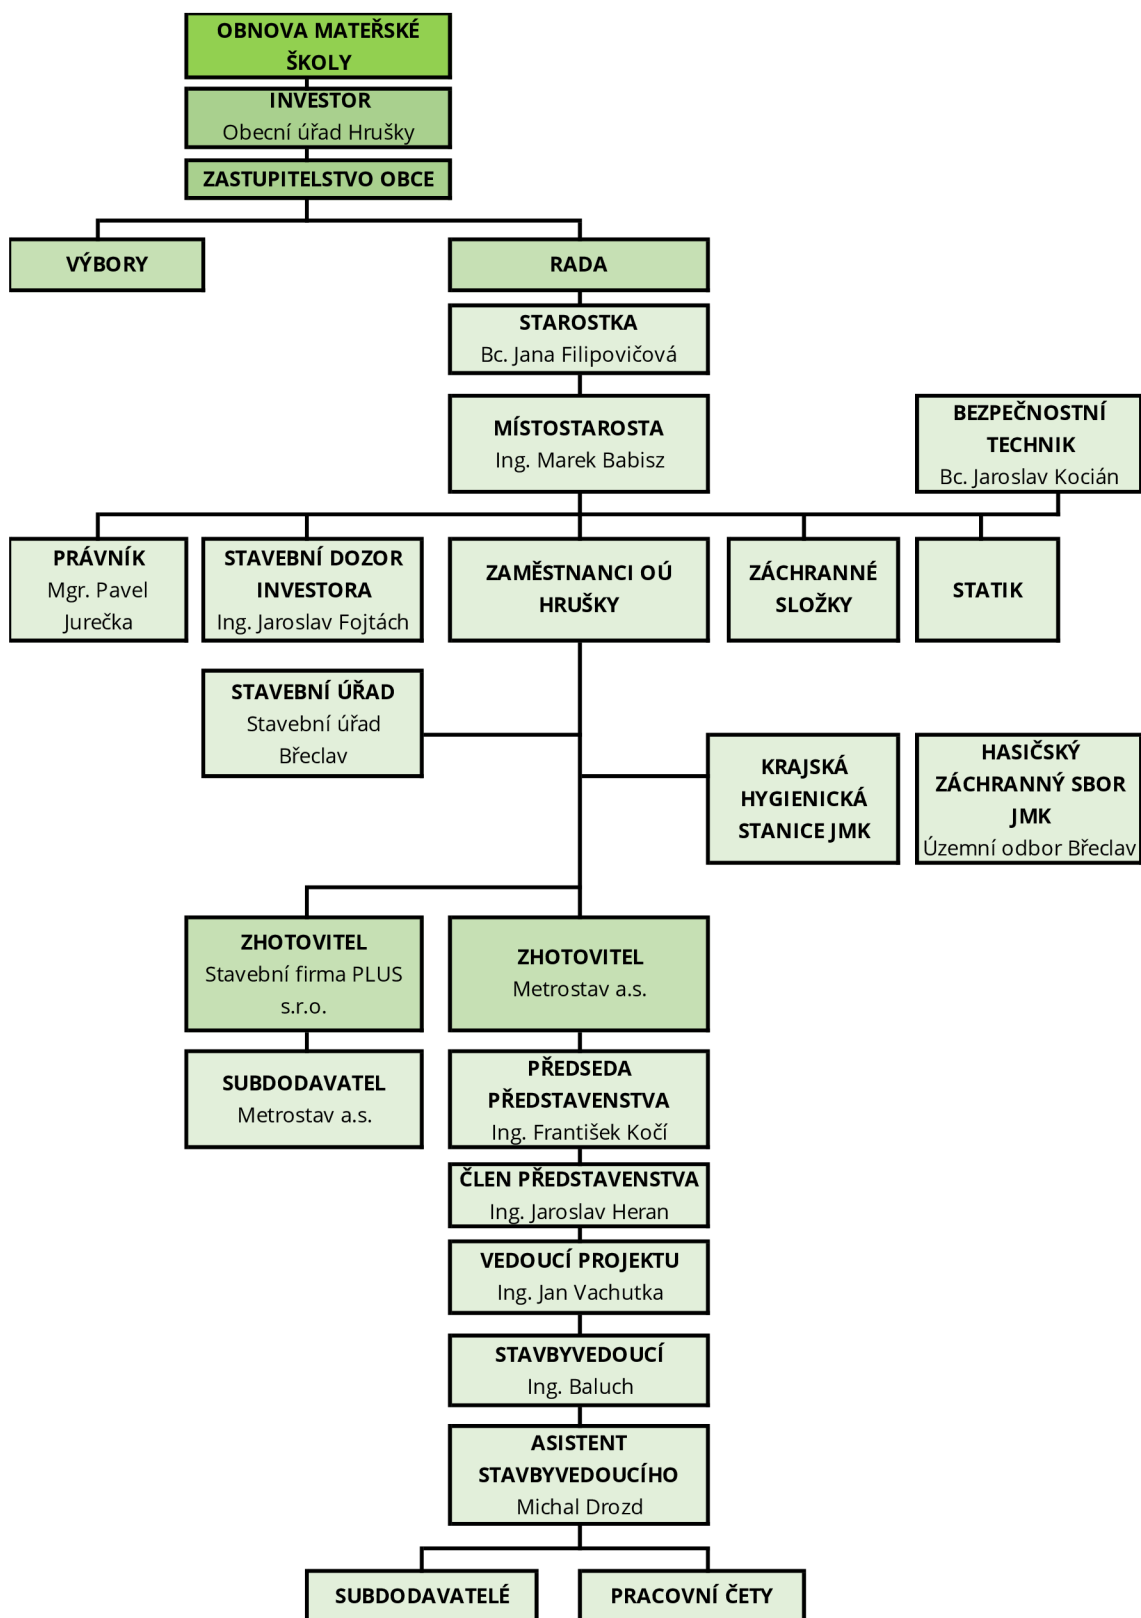 OBNOVA MATEŘSKÉ
ŠKOLY
INVESTOR
Obecní úřad Hrušky
ZASTUPITELSTVO OBCE
VÝBORY
RADA
STAROSTKA
Bc. Jana Filipovičová
MÍSTOSTAROSTA
Ing. Marek Babisz
BEZPEČNOSTNÍ
TECHNIK
Bc. Jaroslav Kocián
PRÁVNÍK
Mgr. Pavel
Jurečka
STAVEBNÍ DOZOR
INVESTORA
Ing. Jaroslav Fojtách
ZAMĚSTNANCI OÚ
HRUŠKY
ZÁCHRANNÉ
SLOŽKY
STATIK
STAVEBNÍ ÚŘAD
Stavební úřad
Břeclav
KRAJSKÁ
HYGIENICKÁ
STANICE JMK
HASIČSKÝ
ZÁCHRANNÝ SBOR
JMK
Územní odbor Břeclav
ZHOTOVITEL
Stavební firma PLUS
s.r.o.
ZHOTOVITEL
Metrostav a.s.
SUBDODAVATEL
Metrostav a.s.
PŘEDSEDA
PŘEDSTAVENSTVA
Ing. František Kočí
ČLEN PŘEDSTAVENSTVA
Ing. Jaroslav Heran
VEDOUCÍ PROJEKTU
Ing. Jan Vachutka
STAVBYVEDOUCÍ
Ing. Baluch
ASISTENT
STAVBYVEDOUCÍHO
Michal Drozd
SUBDODAVATELÉ
PRACOVNÍ ČETY